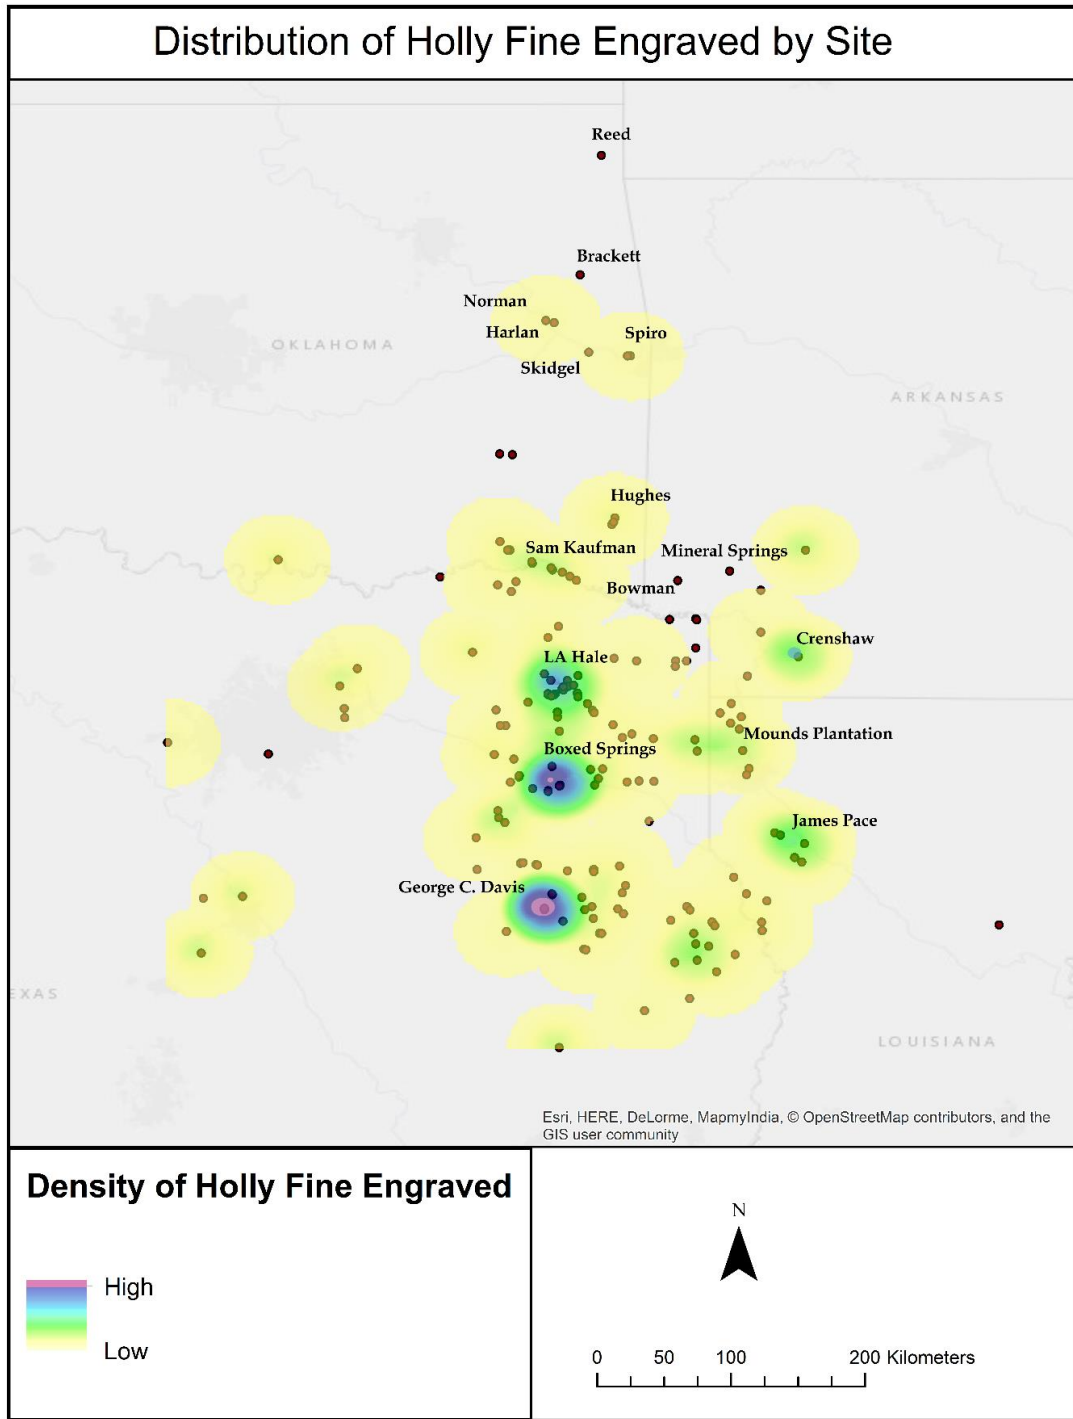 Distribution of Holly Fine Engraved by Site
Reed
Brackett
Norman
Harlan
Spiro
OKLAHOMA
Skidgel
ARKANSAS
Hughes
Sam Kaufman
Mineral Springs
Bowman
Crenshaw
LA Hale
Mounds Plantation
Boxed Springs
James Pace
George C. Davis
EXAS
LOUISIANA
Esri, HERE, DeLorme, MapmyIndia, © OpenStreetMap contributors, and the
GIS user community
Density of Holly Fine Engraved
High
Low
N
0 50 100 200 Kilometers